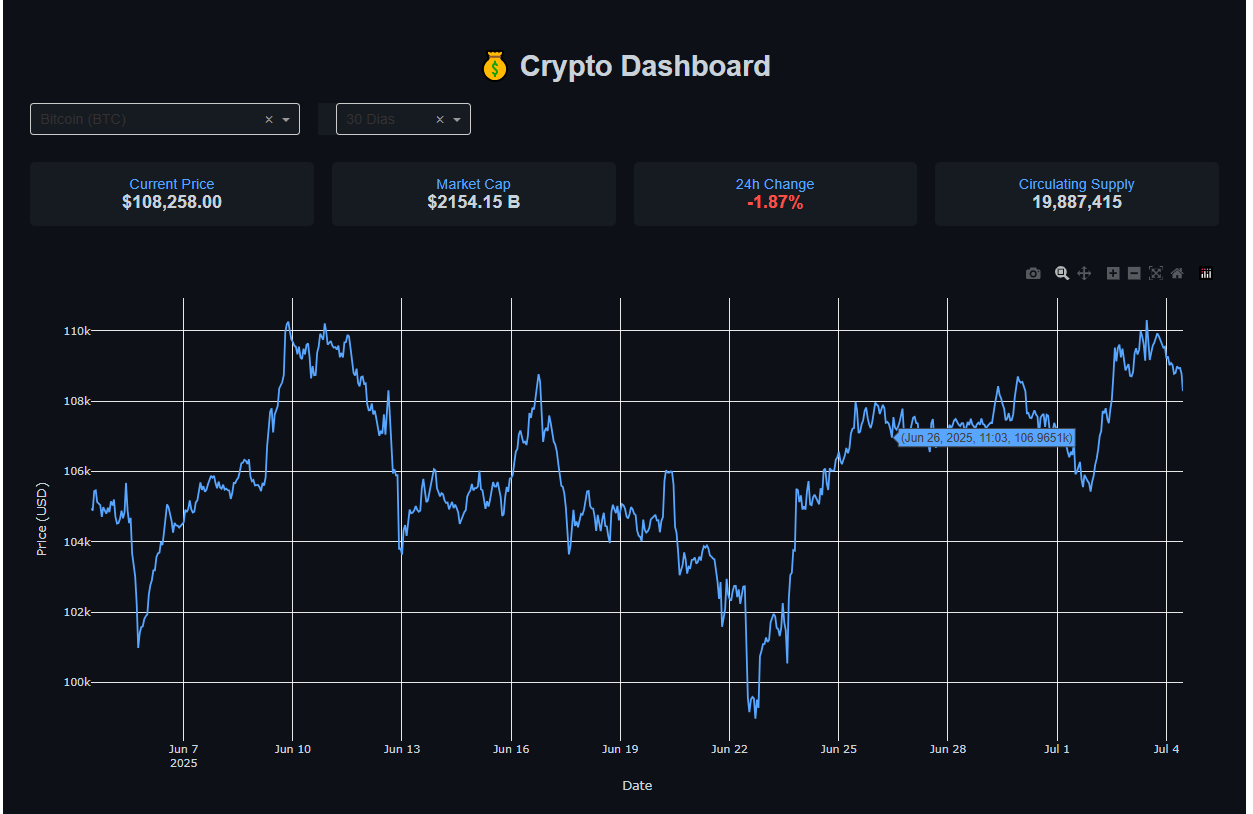 Crypto Dashboard
Bitcoin (BTC)
30 Dias
Current Price
$108,258.00
Market Cap
$2154.15 B
24h Change
-1.87%
Circulating Supply
19,887,415
110k
108k
106k
104k
102k
100k
Price (USD)
(Jun 26, 2025, 11:03, 106.9651k)
Jun 7
2025
Jun 10
Jun 13
Jun 16
Jun 19
Jun 22
Jun 25
Jun 28
Jul 1
Jul 4
Date